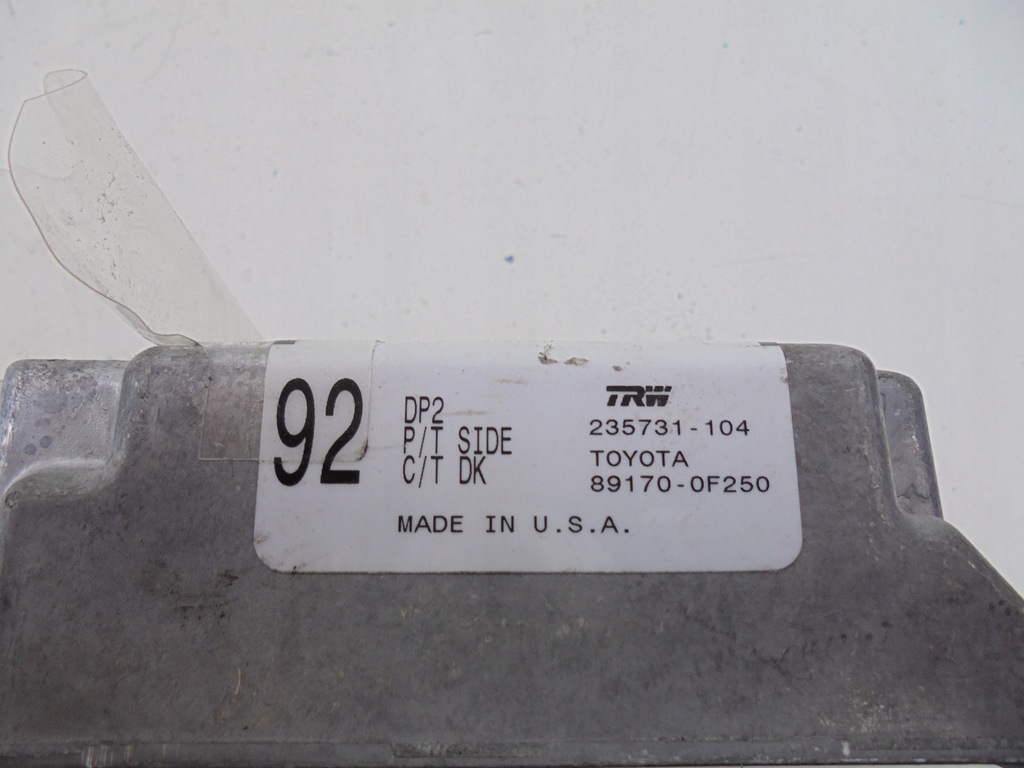 92
DP2
P/T SIDE
C/T DK
TRW
235731-104
TOYOTA
89170-0F250
MADE IN U.S.A.